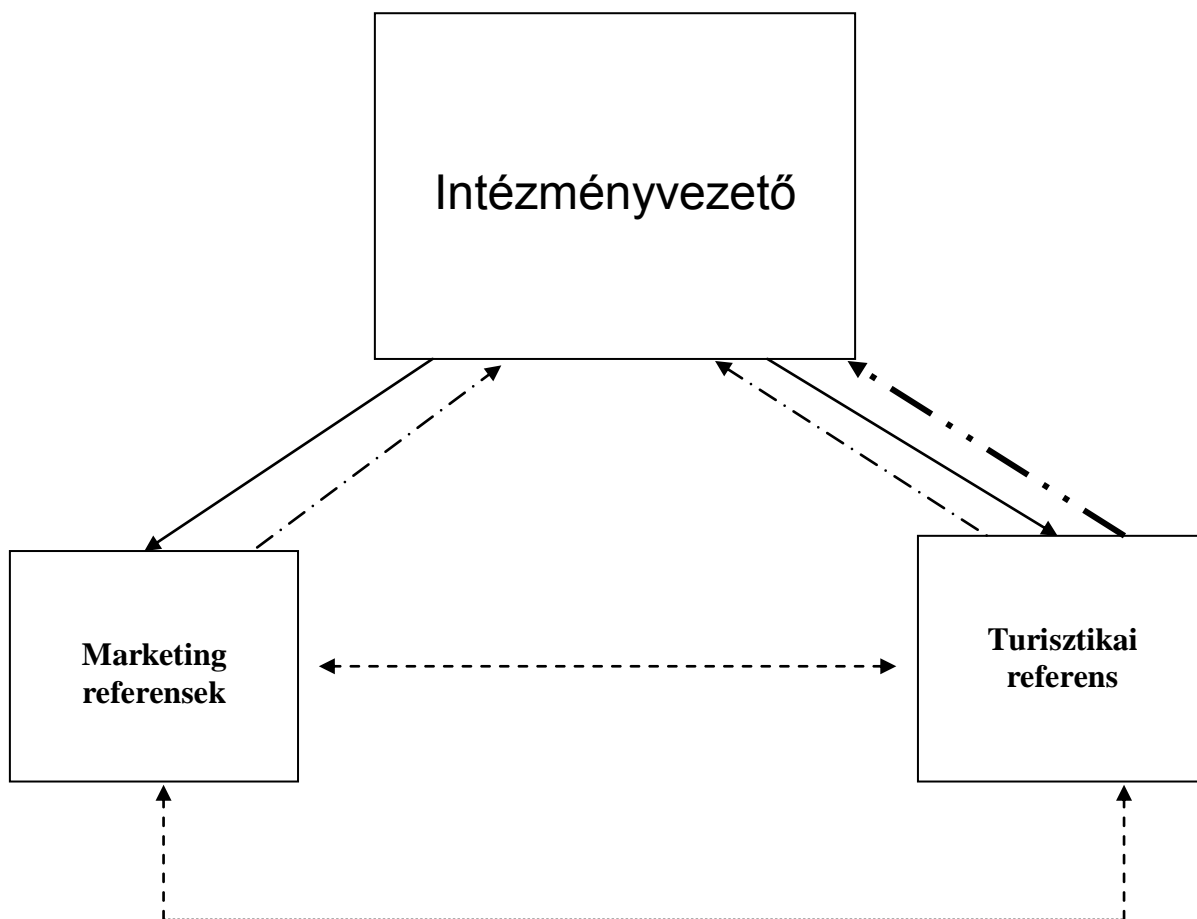 Intézményvezető
Marketing
referensek
Turisztikai
referens